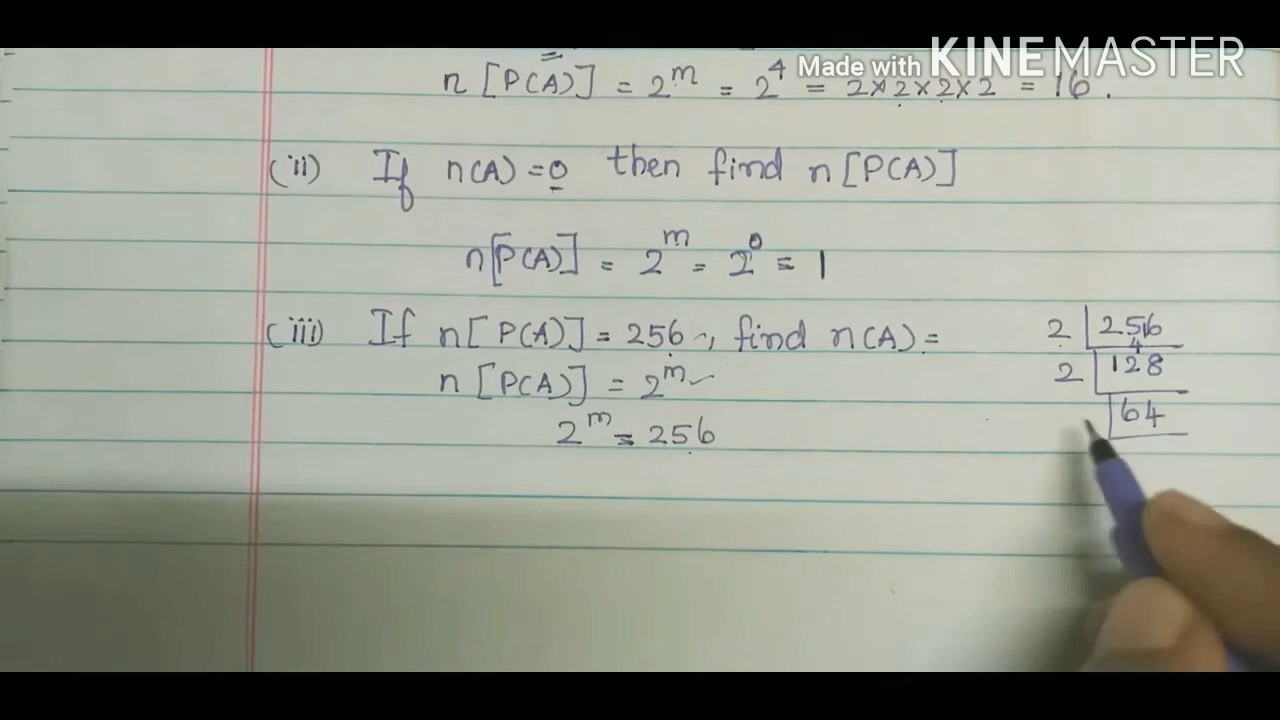 Made with KINEMASTER
n [P(A)] = 2^m = 2^4 = 2×2×2×2 = 16.
(ii) If n(A) = 0 then find n[P(A)]
n[P(A)] = 2^m = 2^0 = 1
(iii) If n[P(A)] = 256, find n(A) =
n [P(A)] = 2^m
2^m = 256
2 | 256
2 | 128
64